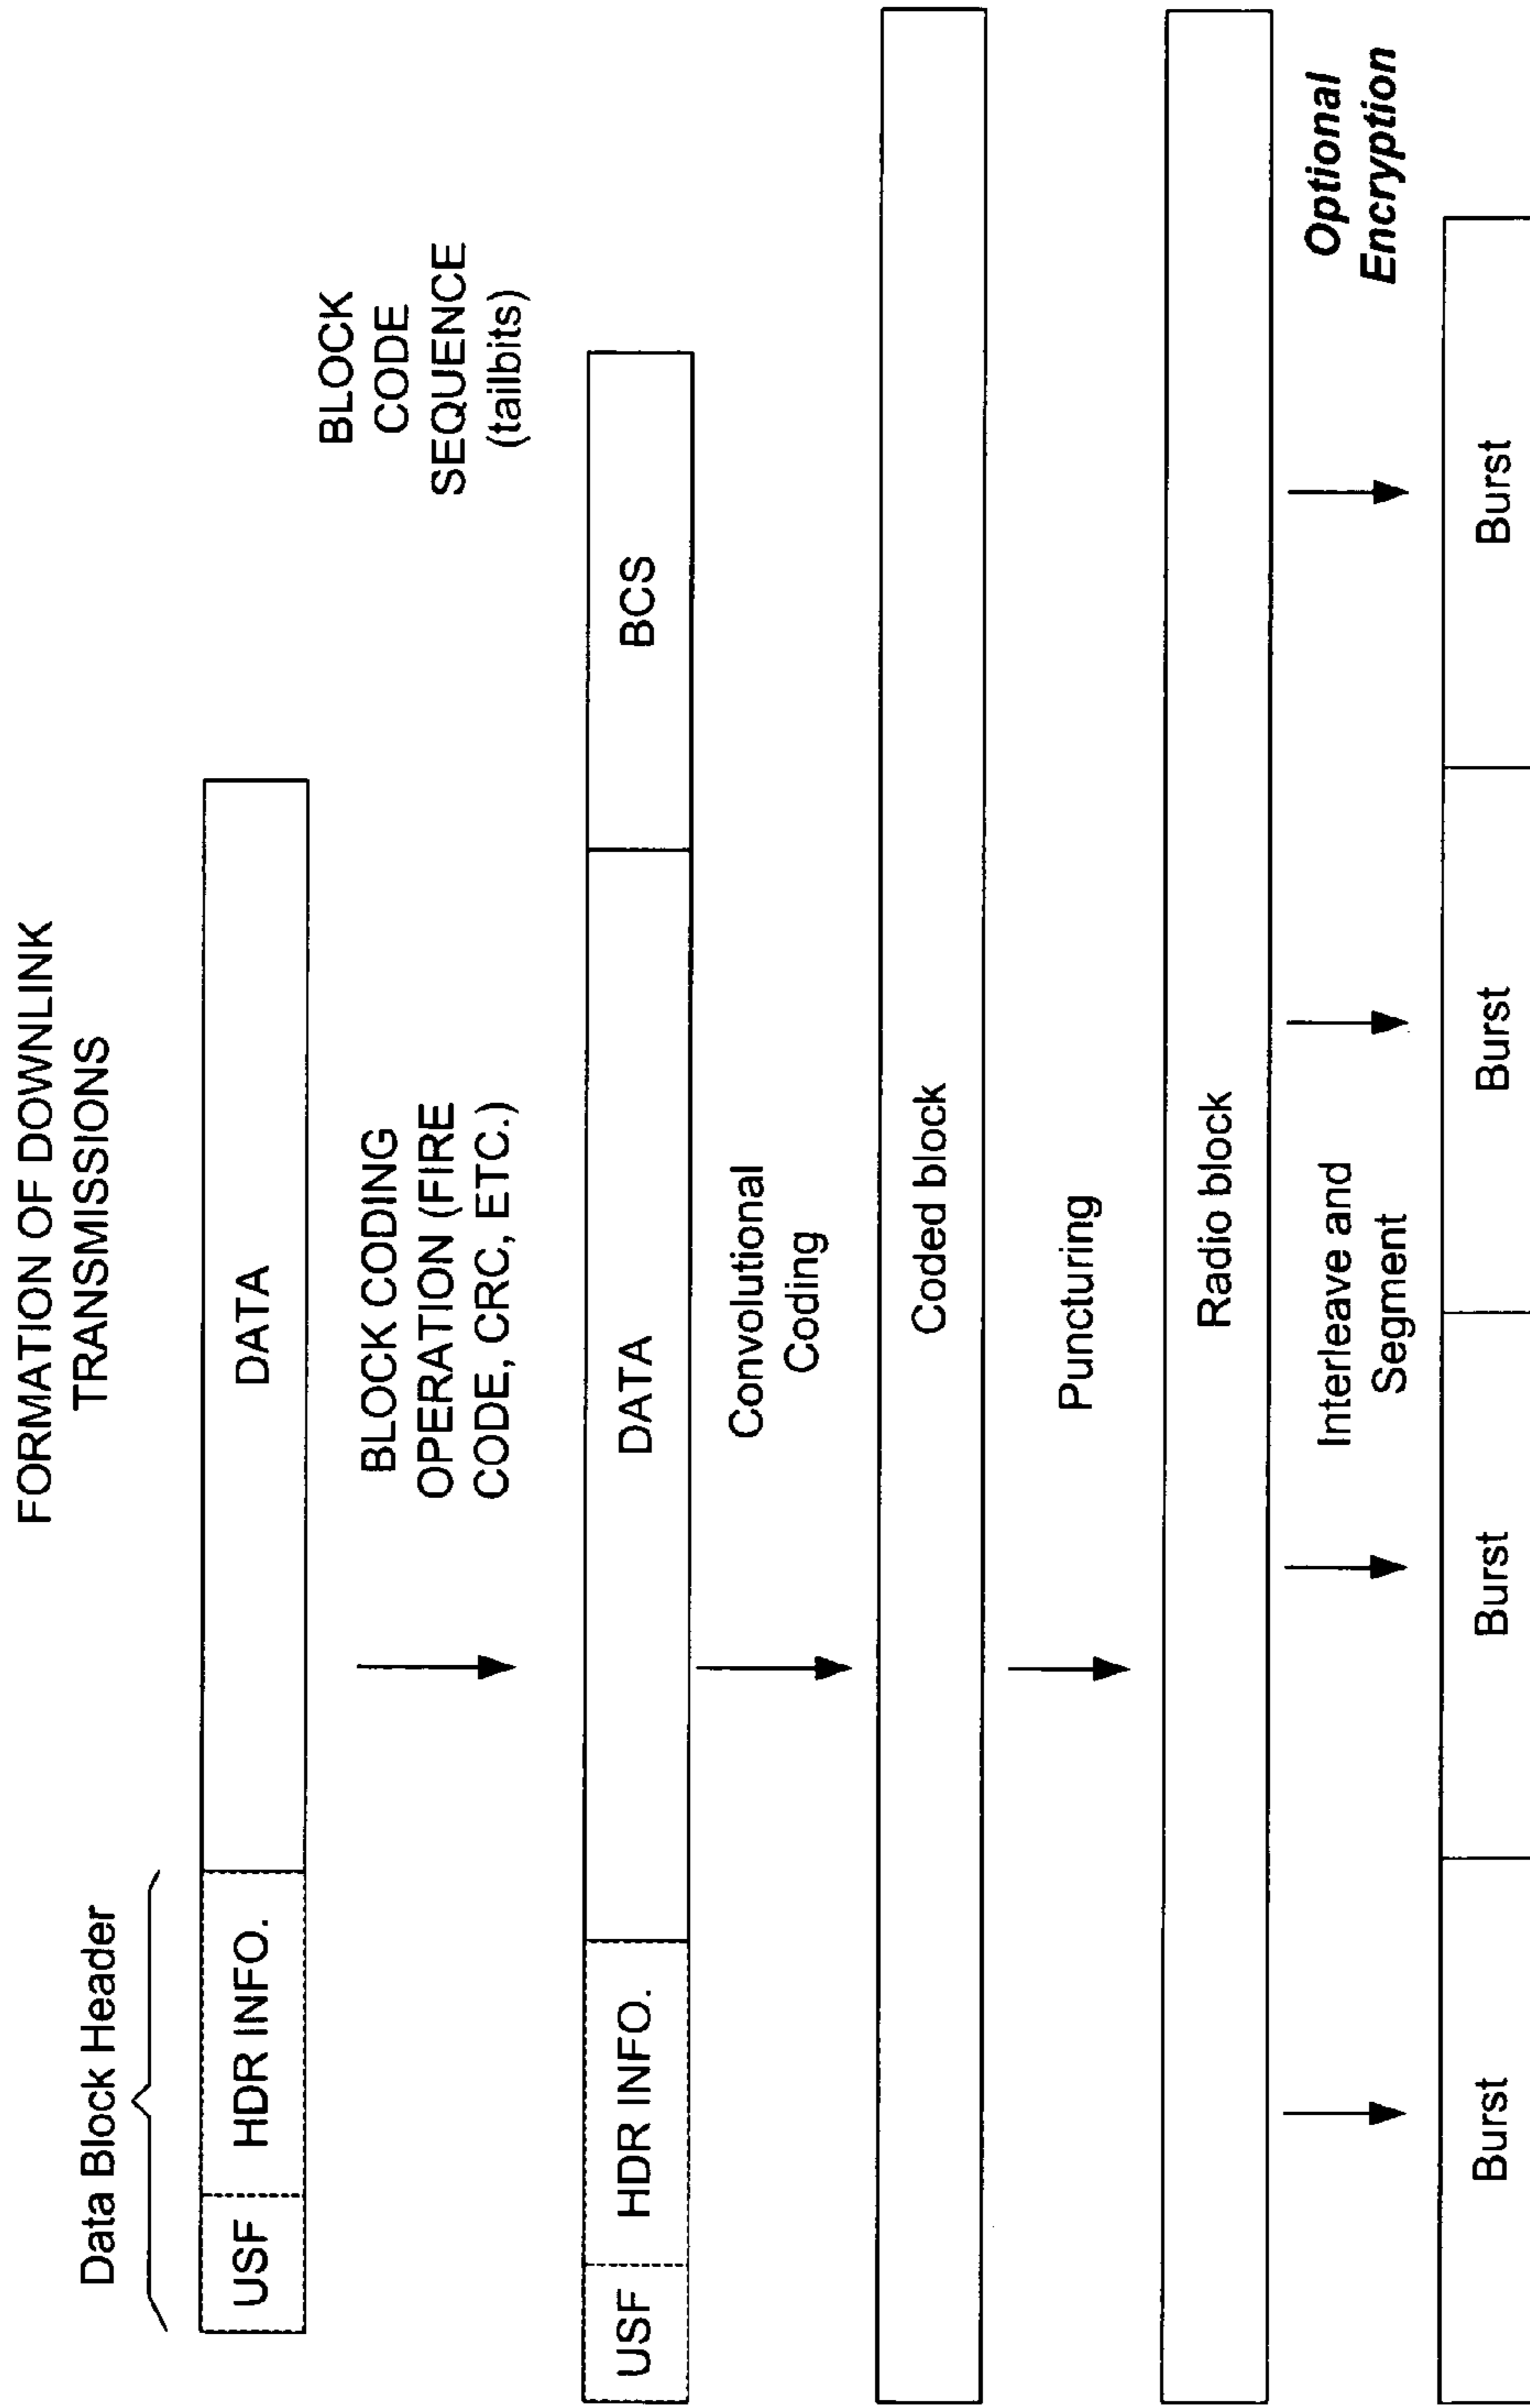 FORMATION OF DOWNLINK
TRANSMISSIONS
Data Block Header
USF HDR INFO. DATA
BLOCK CODING
OPERATION (FIRE
CODE, CRC, ETC.)
BLOCK
CODE
SEQUENCE
(tailbits)
USF HDR INFO. DATA BCS
Convolutional
Coding
Coded block
Puncturing
Radio block
Interleave and
Segment
Optional
Encryption
Burst Burst Burst Burst